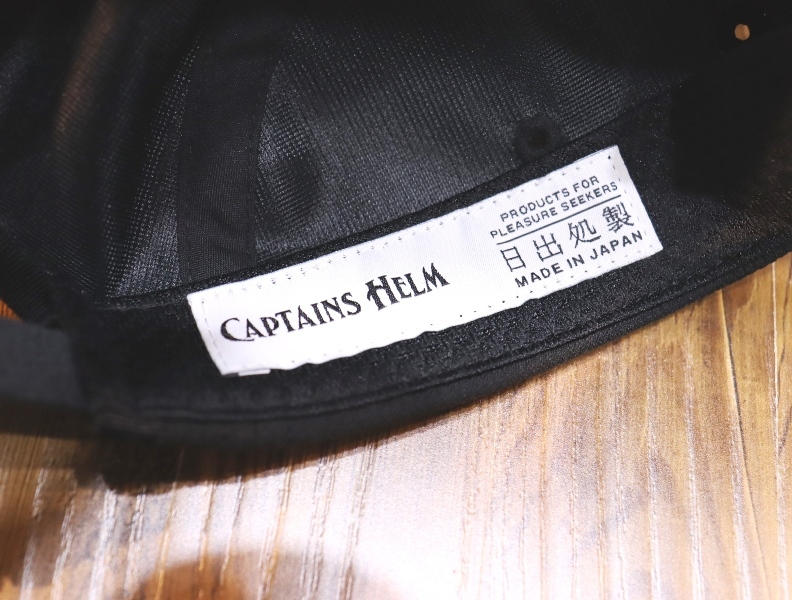 CAPTAINS HELM
PRODUCTS FOR
PLEASURE SEEKERS
日出処製
MADE IN JAPAN